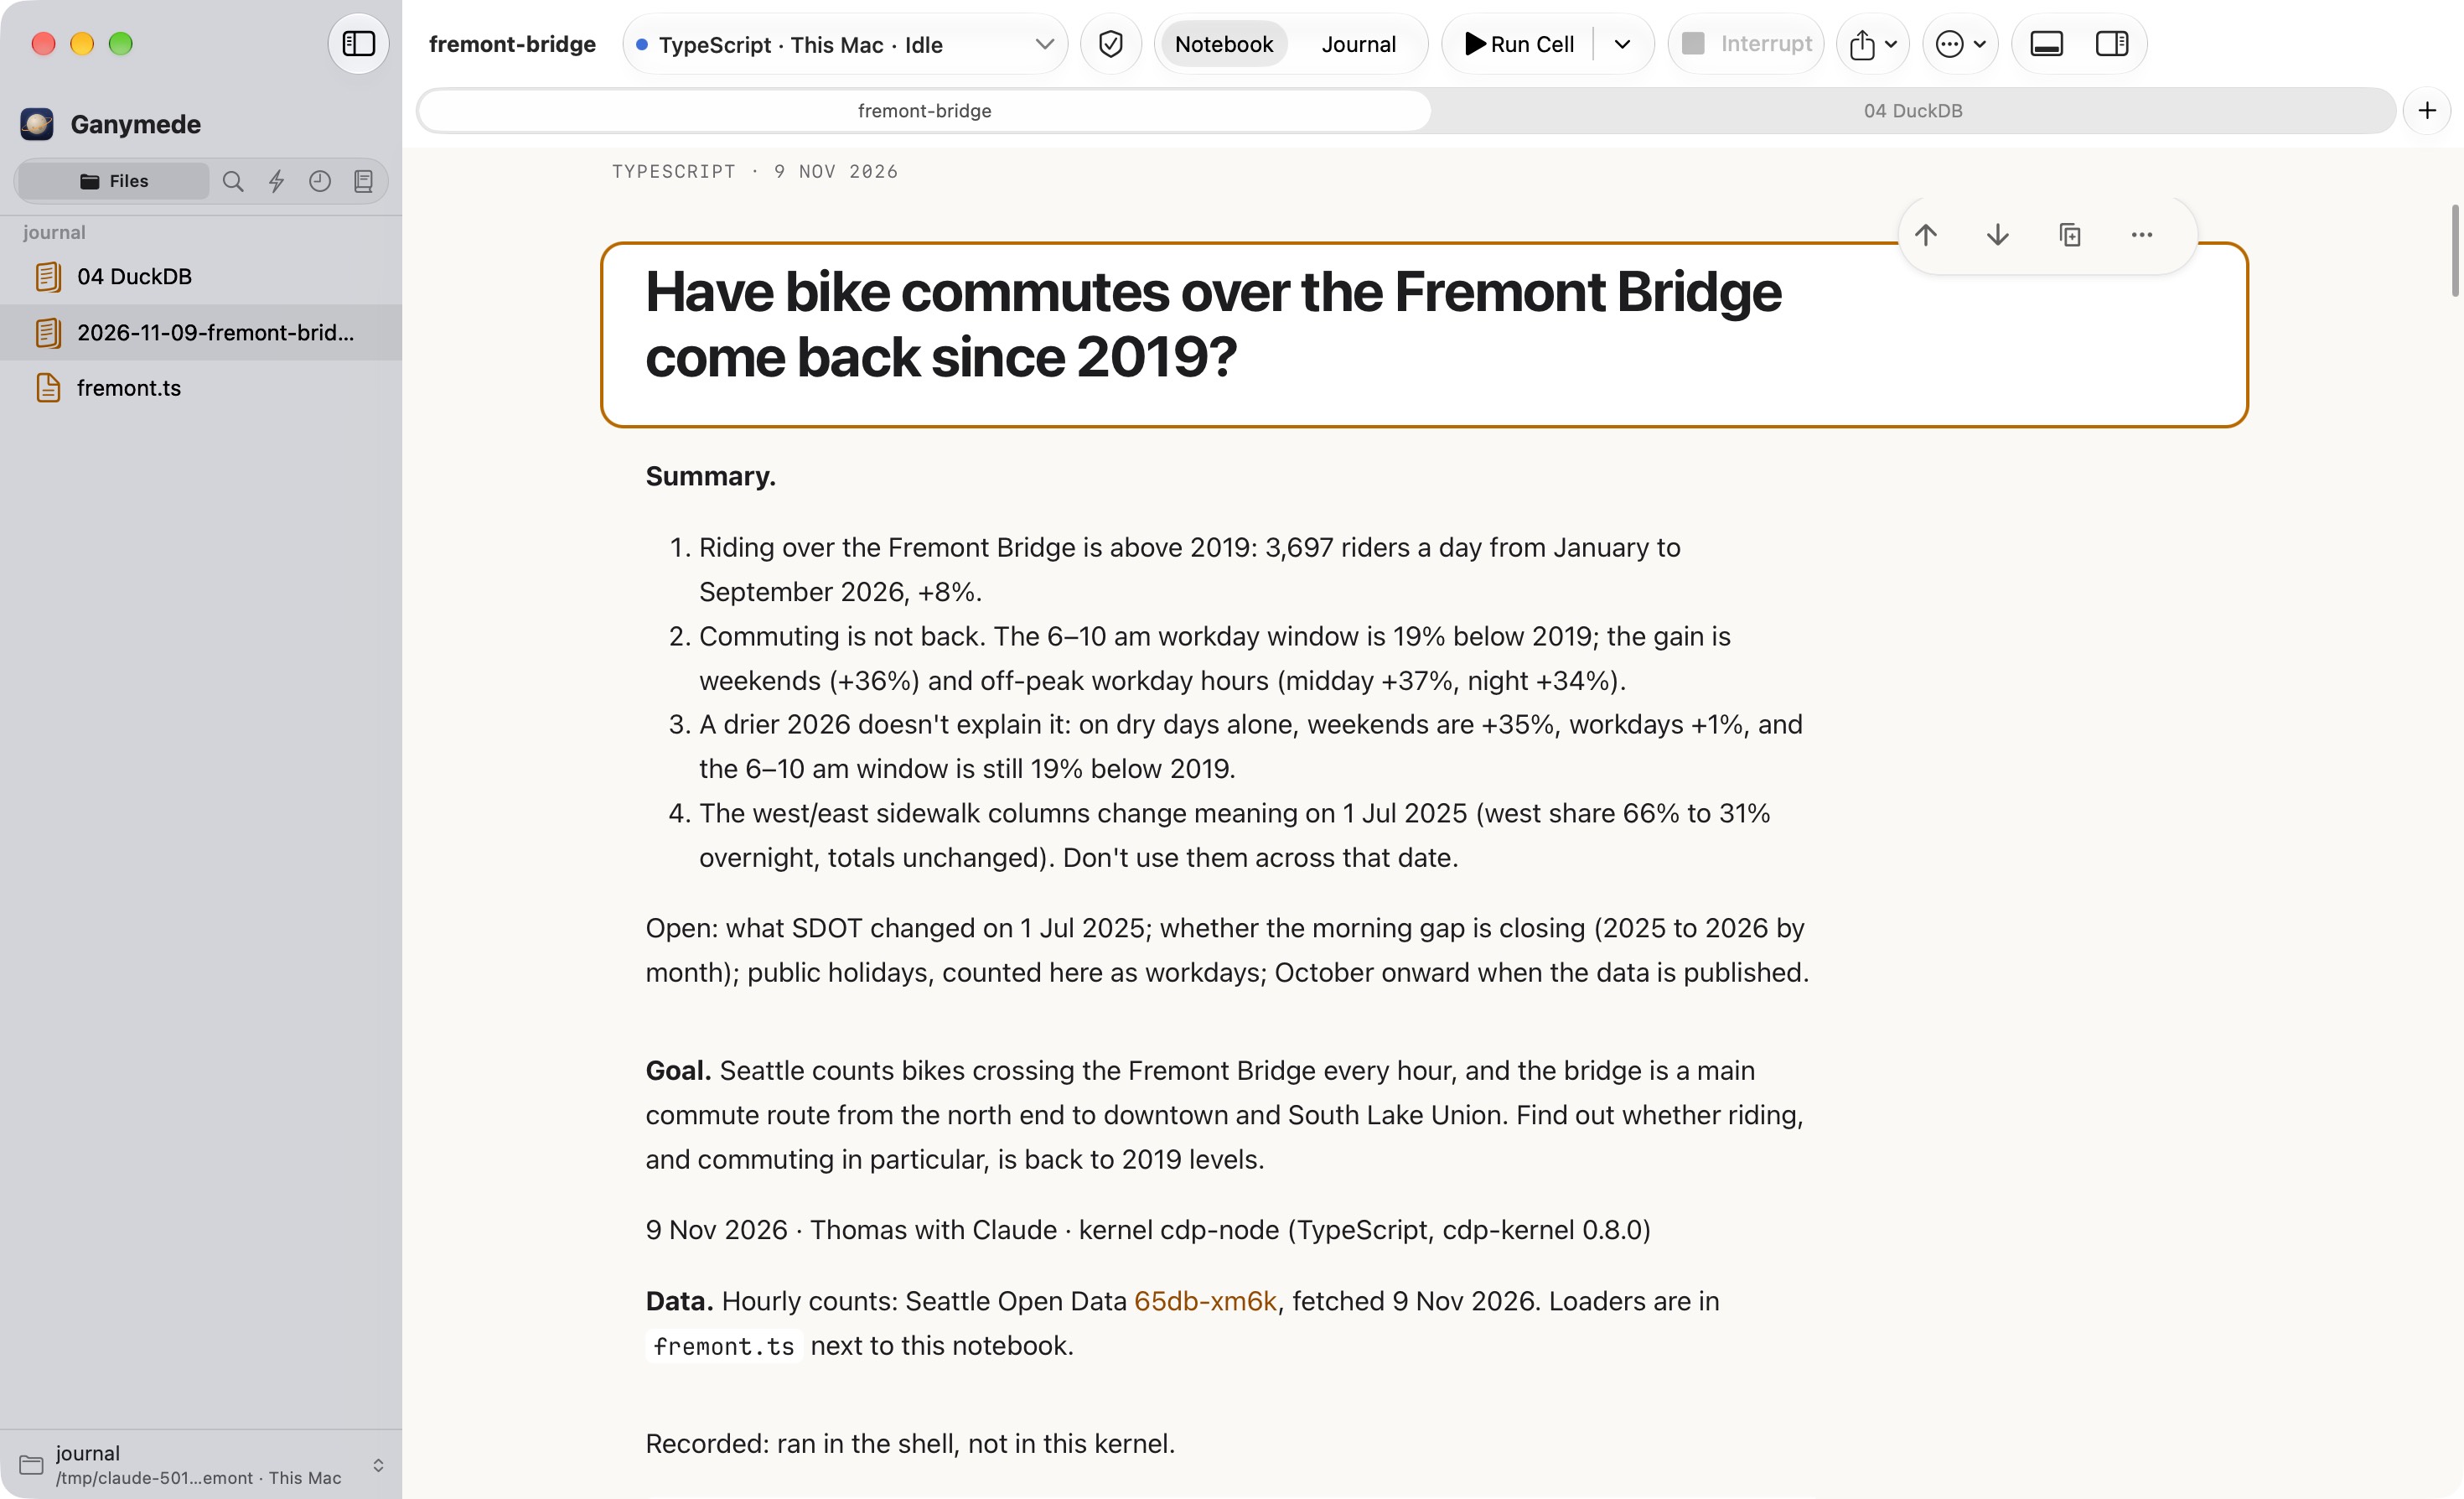 fremont-bridge
TypeScript · This Mac · Idle
Notebook
Journal
Run Cell
Interrupt
Ganymede
fremont-bridge
04 DuckDB
Files
journal
04 DuckDB
2026-11-09-fremont-brid...
fremont.ts
journal
/tmp/claude-501...emont · This Mac
TYPESCRIPT · 9 NOV 2026
Have bike commutes over the Fremont Bridge
come back since 2019?
Summary.
1. Riding over the Fremont Bridge is above 2019: 3,697 riders a day from January to
September 2026, +8%.
2. Commuting is not back. The 6–10 am workday window is 19% below 2019; the gain is
weekends (+36%) and off-peak workday hours (midday +37%, night +34%).
3. A drier 2026 doesn't explain it: on dry days alone, weekends are +35%, workdays +1%, and
the 6–10 am window is still 19% below 2019.
4. The west/east sidewalk columns change meaning on 1 Jul 2025 (west share 66% to 31%
overnight, totals unchanged). Don't use them across that date.
Open: what SDOT changed on 1 Jul 2025; whether the morning gap is closing (2025 to 2026 by
month); public holidays, counted here as workdays; October onward when the data is published.
Goal. Seattle counts bikes crossing the Fremont Bridge every hour, and the bridge is a main
commute route from the north end to downtown and South Lake Union. Find out whether riding,
and commuting in particular, is back to 2019 levels.
9 Nov 2026 · Thomas with Claude · kernel cdp-node (TypeScript, cdp-kernel 0.8.0)
Data. Hourly counts: Seattle Open Data 65db-xm6k, fetched 9 Nov 2026. Loaders are in
fremont.ts next to this notebook.
Recorded: ran in the shell, not in this kernel.